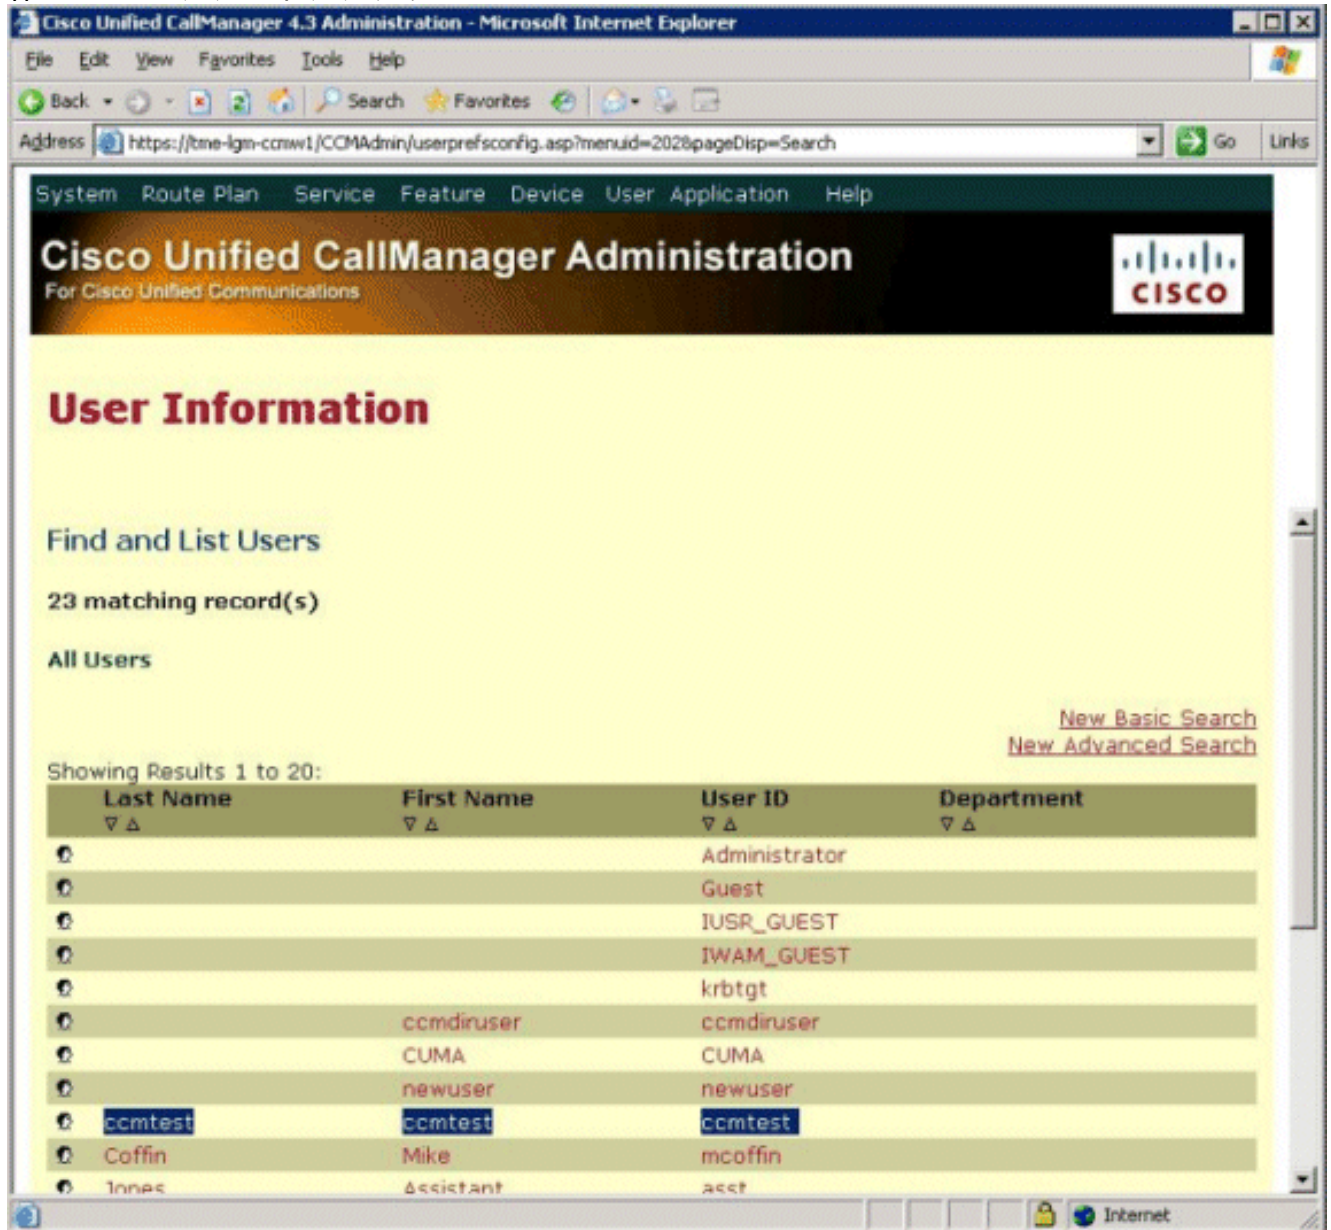 Cisco Unified CallManager 4.3 Administration - Microsoft Internet Explorer
File Edit View Favorites Tools Help
Back Search Favorites
Address https://tme-lgm-ccmw1/CCMAdmin/userprefsconfig.asp?menuid=202&pageDisp=Search Go Links
System Route Plan Service Feature Device User Application Help
Cisco Unified CallManager Administration
For Cisco Unified Communications
CISCO
User Information
Find and List Users
23 matching record(s)
All Users
New Basic Search
New Advanced Search
Showing Results 1 to 20:
Last Name First Name User ID Department
Administrator
Guest
IUSR_GUEST
IWAM_GUEST
krbtgt
ccmdiruser ccmdiruser
CUMA CUMA
newuser newuser
ccmtest ccmtest ccmtest
Coffin Mike mcoffin
Jones Assistant asst
Internet